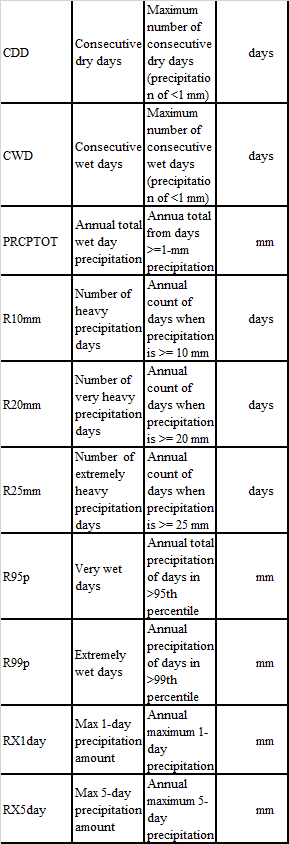 CDD
Consecutive
dry days
Maximum
number of
consecutive
dry days
(precipitatio
n of <1 mm)
days
CWD
Consecutive
wet days
Maximum
number of
consecutive
wet days
(precipitatio
n of <1 mm)
days
PRCPTOT
Annual total
wet day
precipitation
Annua total
from days
>=1-mm
precipitation
mm
R10mm
Number of
heavy
precipitation
days
Annual
count of
days when
precipitation
is >= 10 mm
days
R20mm
Number of
very heavy
precipitation
days
Annual
count of
days when
precipitation
is >= 20 mm
days
R25mm
Number of
extremely
heavy
precipitation
days
Annual
count of
days when
precipitation
is >= 25 mm
days
R95p
Very wet
days
Annual total
precipitation
of days in
>95th
percentile
mm
R99p
Extremely
wet days
Annual
precipitation
of days in
>99th
percentile
mm
RX1day
Max 1-day
precipitation
amount
Annual
maximum 1-
day
precipitation
mm
RX5day
Max 5-day
precipitation
amount
Annual
maximum 5-
day
precipitation
mm